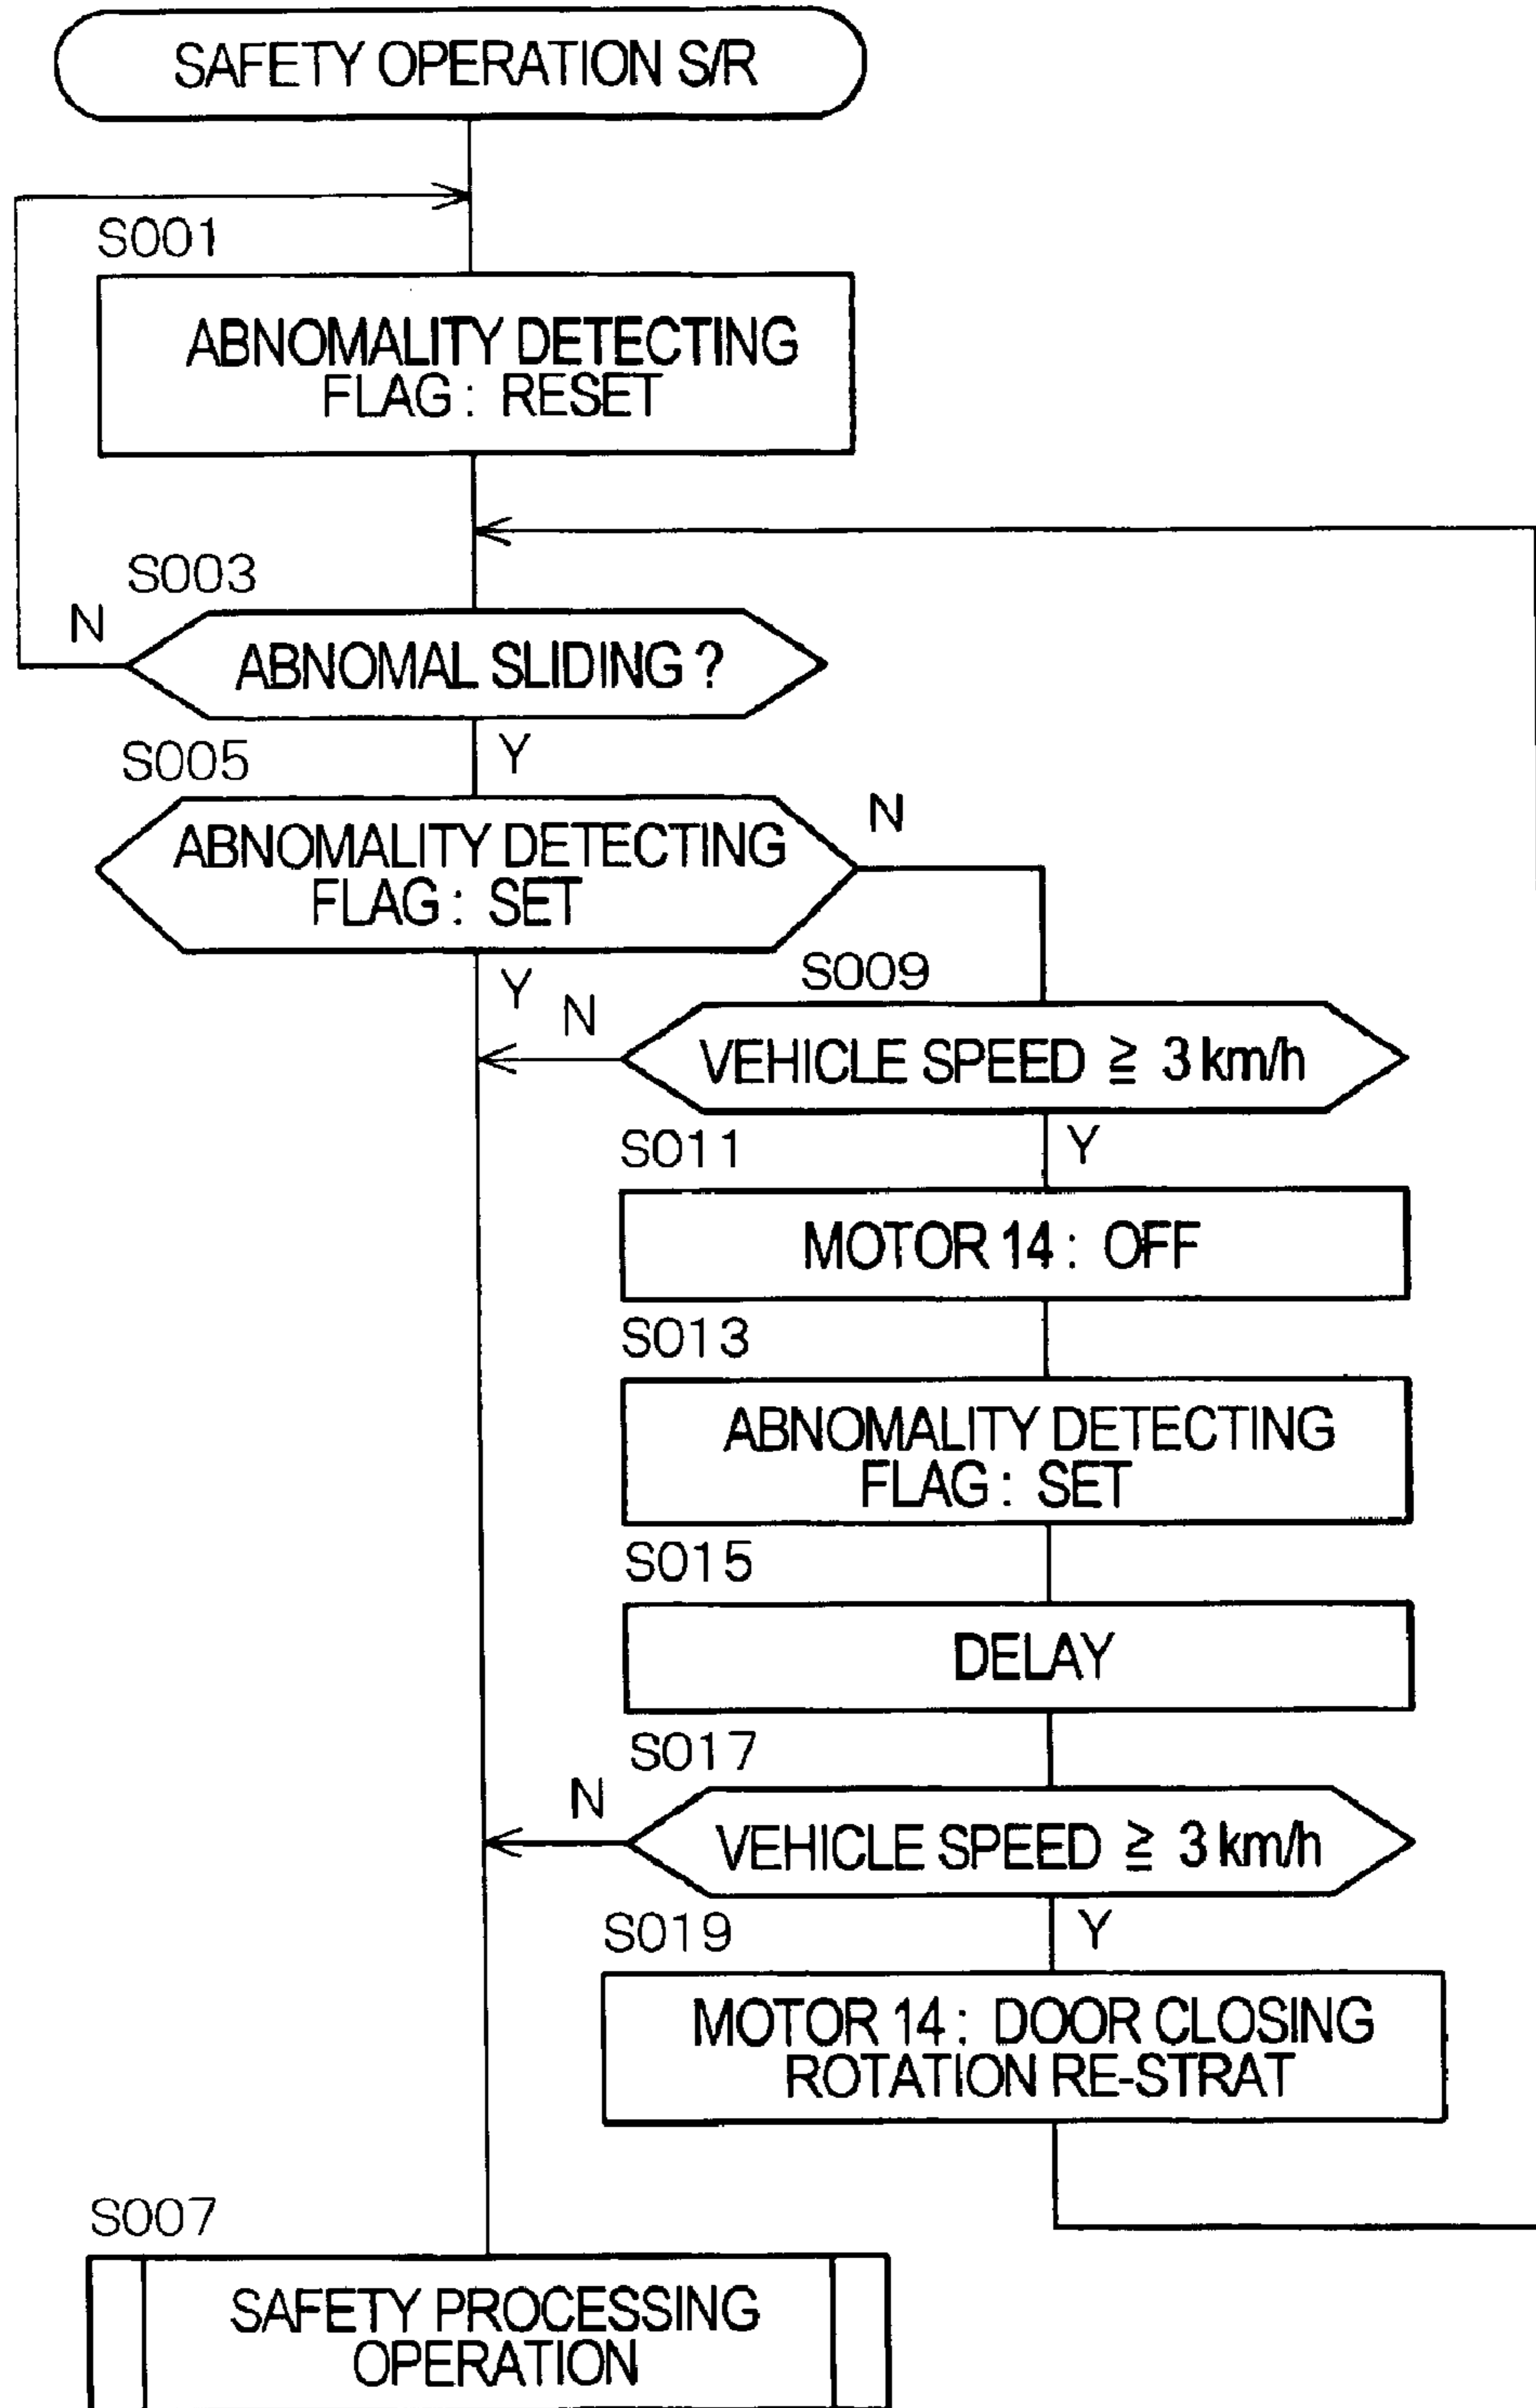 SAFETY OPERATION S/R
S001
ABNOMALITY DETECTING
FLAG : RESET
S003
N
ABNOMAL SLIDING ?
Y
S005
ABNOMALITY DETECTING
FLAG : SET
N
Y
S009
N
VEHICLE SPEED ≧ 3 km/h
S011
Y
MOTOR 14 : OFF
S013
ABNOMALITY DETECTING
FLAG : SET
S015
DELAY
S017
N
VEHICLE SPEED ≧ 3 km/h
S019
Y
MOTOR 14 : DOOR CLOSING
ROTATION RE-STRAT
S007
SAFETY PROCESSING
OPERATION